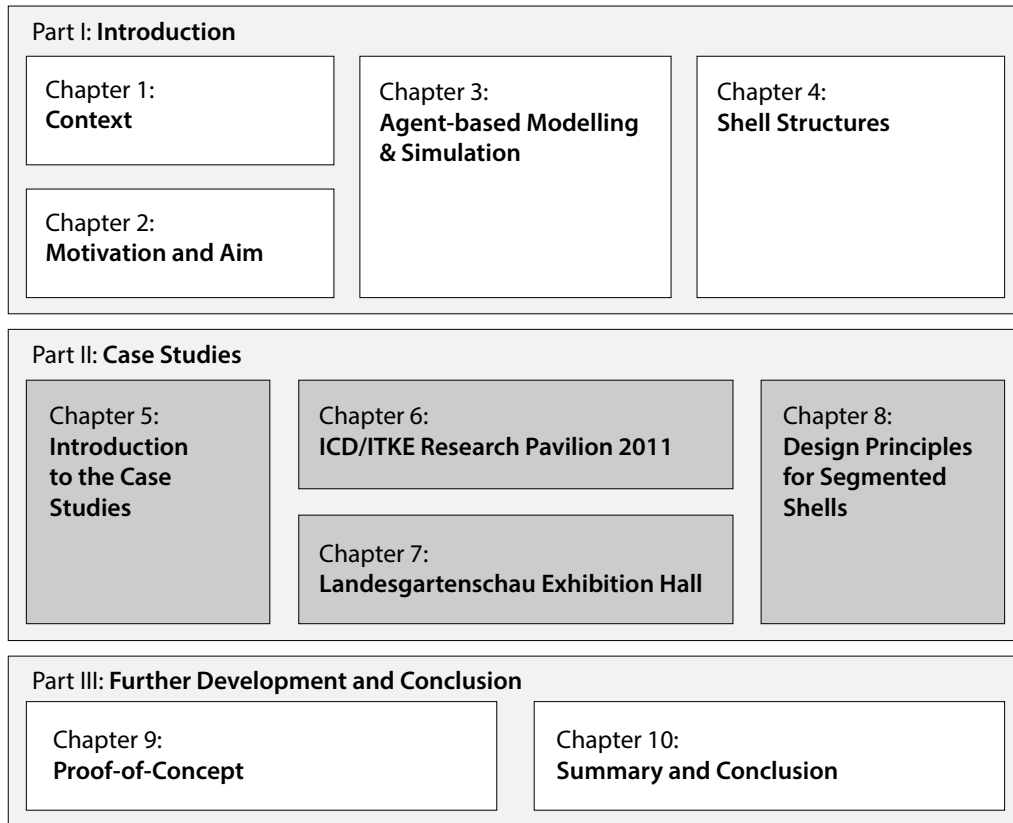 Part I: Introduction
Chapter 1:
Context
Chapter 2:
Motivation and Aim
Chapter 3:
Agent-based Modelling
& Simulation
Chapter 4:
Shell Structures
Part II: Case Studies
Chapter 5:
Introduction
to the Case
Studies
Chapter 6:
ICD/ITKE Research Pavilion 2011
Chapter 7:
Landesgartenschau Exhibition Hall
Chapter 8:
Design Principles
for Segmented
Shells
Part III: Further Development and Conclusion
Chapter 9:
Proof-of-Concept
Chapter 10:
Summary and Conclusion